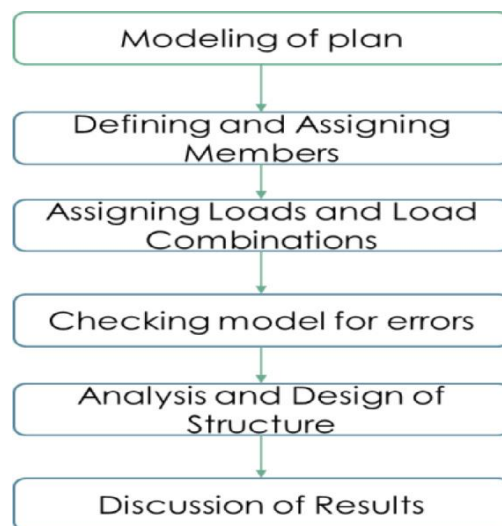 Modeling of plan
Defining and Assigning
Members
Assigning Loads and Load
Combinations
Checking model for errors
Analysis and Design of
Structure
Discussion of Results